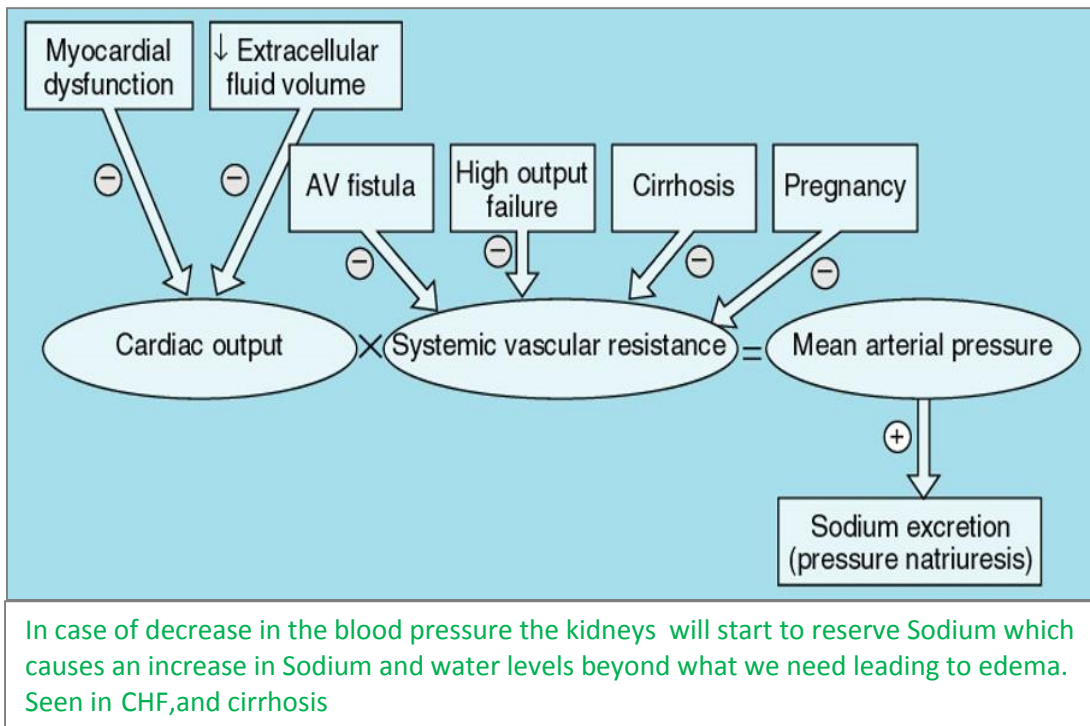 Myocardial
dysfunction
↓ Extracellular
fluid volume
AV fistula
High output
failure
Cirrhosis
Pregnancy
−
−
−
−
−
−
Cardiac output
×
Systemic vascular resistance
=
Mean arterial pressure
+
Sodium excretion
(pressure natriuresis)
In case of decrease in the blood pressure the kidneys will start to reserve Sodium which
causes an increase in Sodium and water levels beyond what we need leading to edema.
Seen in CHF,and cirrhosis